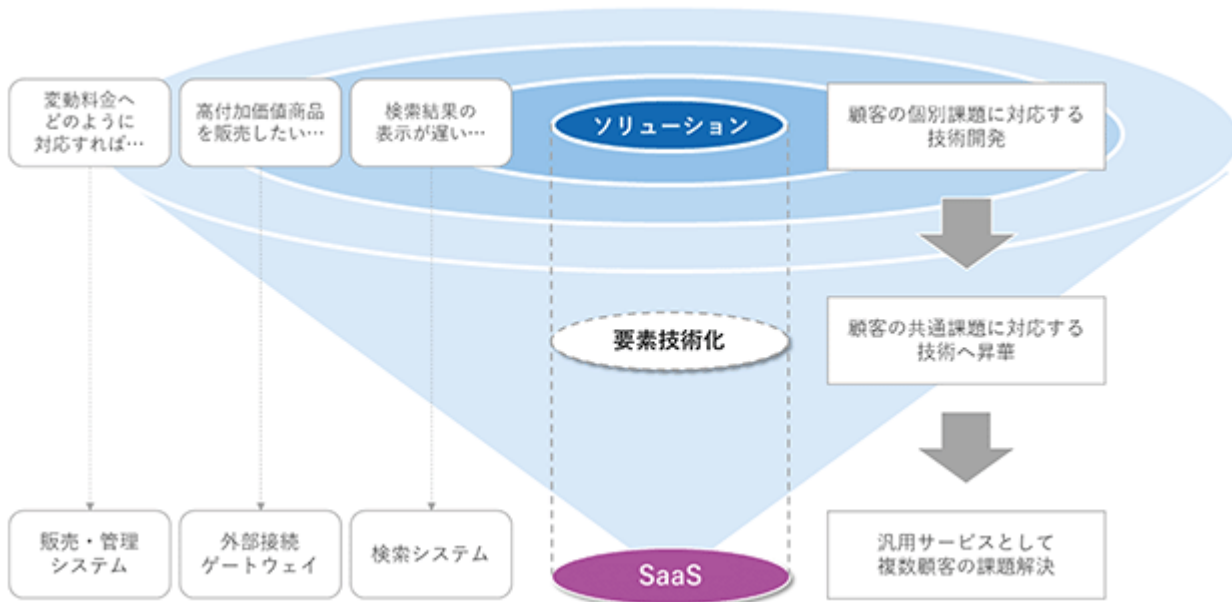 変動料金へ
どのように
対応すれば…
高付加価値商品
を販売したい…
検索結果の
表示が遅い…
ソリューション
顧客の個別課題に対応する
技術開発
要素技術化
顧客の共通課題に対応する
技術へ昇華
販売・管理
システム
外部接続
ゲートウェイ
検索システム
SaaS
汎用サービスとして
複数顧客の課題解決